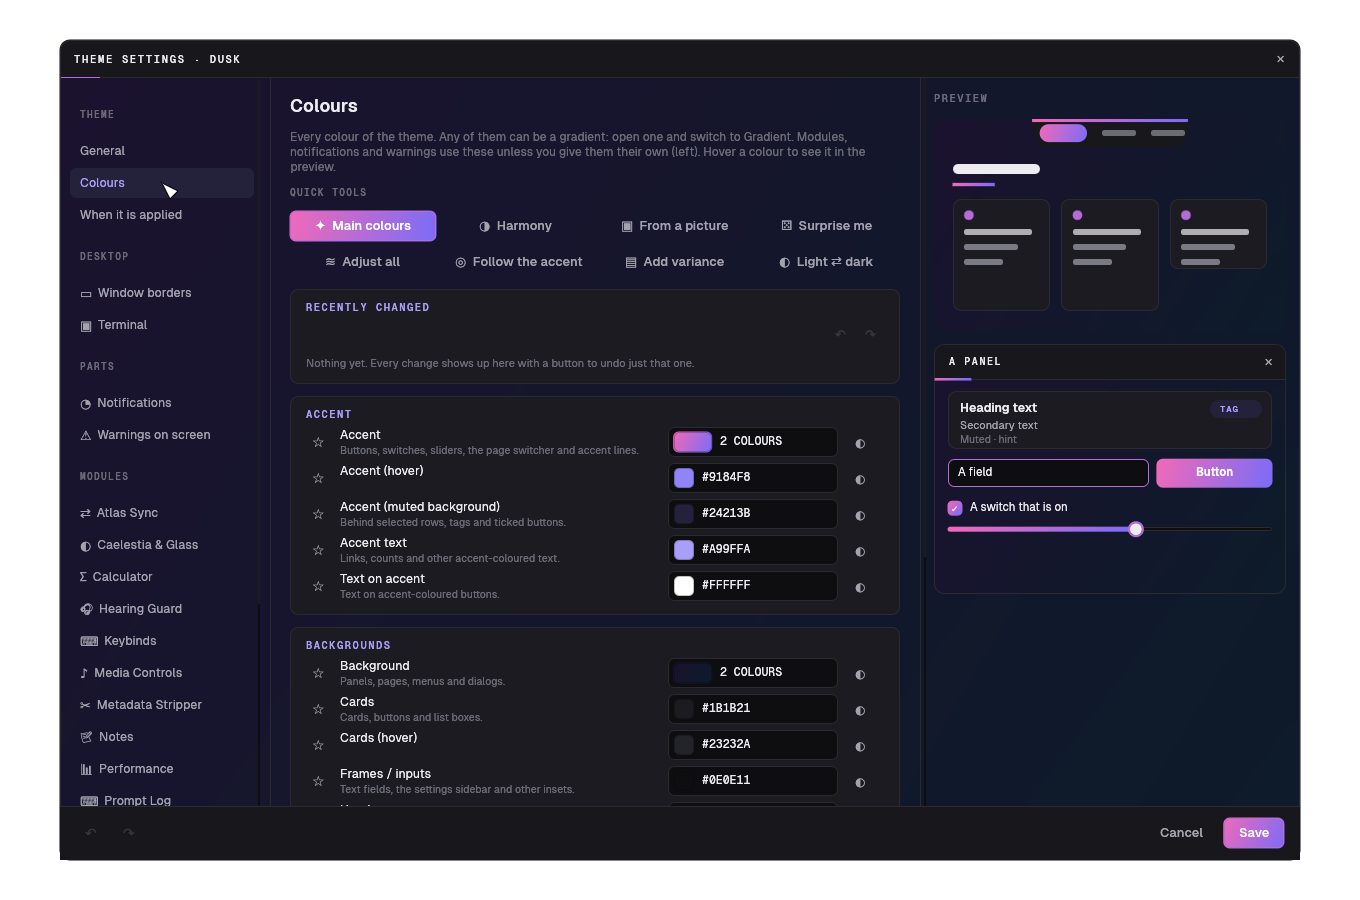 THEME SETTINGS · DUSK
×
THEME
General
Colours
When it is applied
DESKTOP
Window borders
Terminal
PARTS
Notifications
Warnings on screen
MODULES
Atlas Sync
Caelestia & Glass
Σ Calculator
Hearing Guard
Keybinds
Media Controls
Metadata Stripper
Notes
Performance
Prompt Log
Colours
Every colour of the theme. Any of them can be a gradient: open one and switch to Gradient. Modules,
notifications and warnings use these unless you give them their own (left). Hover a colour to see it in the
preview.
QUICK TOOLS
Main colours
Harmony
From a picture
Surprise me
Adjust all
Follow the accent
Add variance
Light ⇄ dark
RECENTLY CHANGED
Nothing yet. Every change shows up here with a button to undo just that one.
ACCENT
Accent
2 COLOURS
Buttons, switches, sliders, the page switcher and accent lines.
Accent (hover)
#9184F8
Accent (muted background)
#24213B
Behind selected rows, tags and ticked buttons.
Accent text
#A99FFA
Links, counts and other accent-coloured text.
Text on accent
#FFFFFF
Text on accent-coloured buttons.
BACKGROUNDS
Background
2 COLOURS
Panels, pages, menus and dialogs.
Cards
#1B1B21
Cards, buttons and list boxes.
Cards (hover)
#23232A
Frames / inputs
#0E0E11
Text fields, the settings sidebar and other insets.
PREVIEW
A PANEL
×
Heading text
TAG
Secondary text
Muted · hint
A field
Button
A switch that is on
Cancel
Save